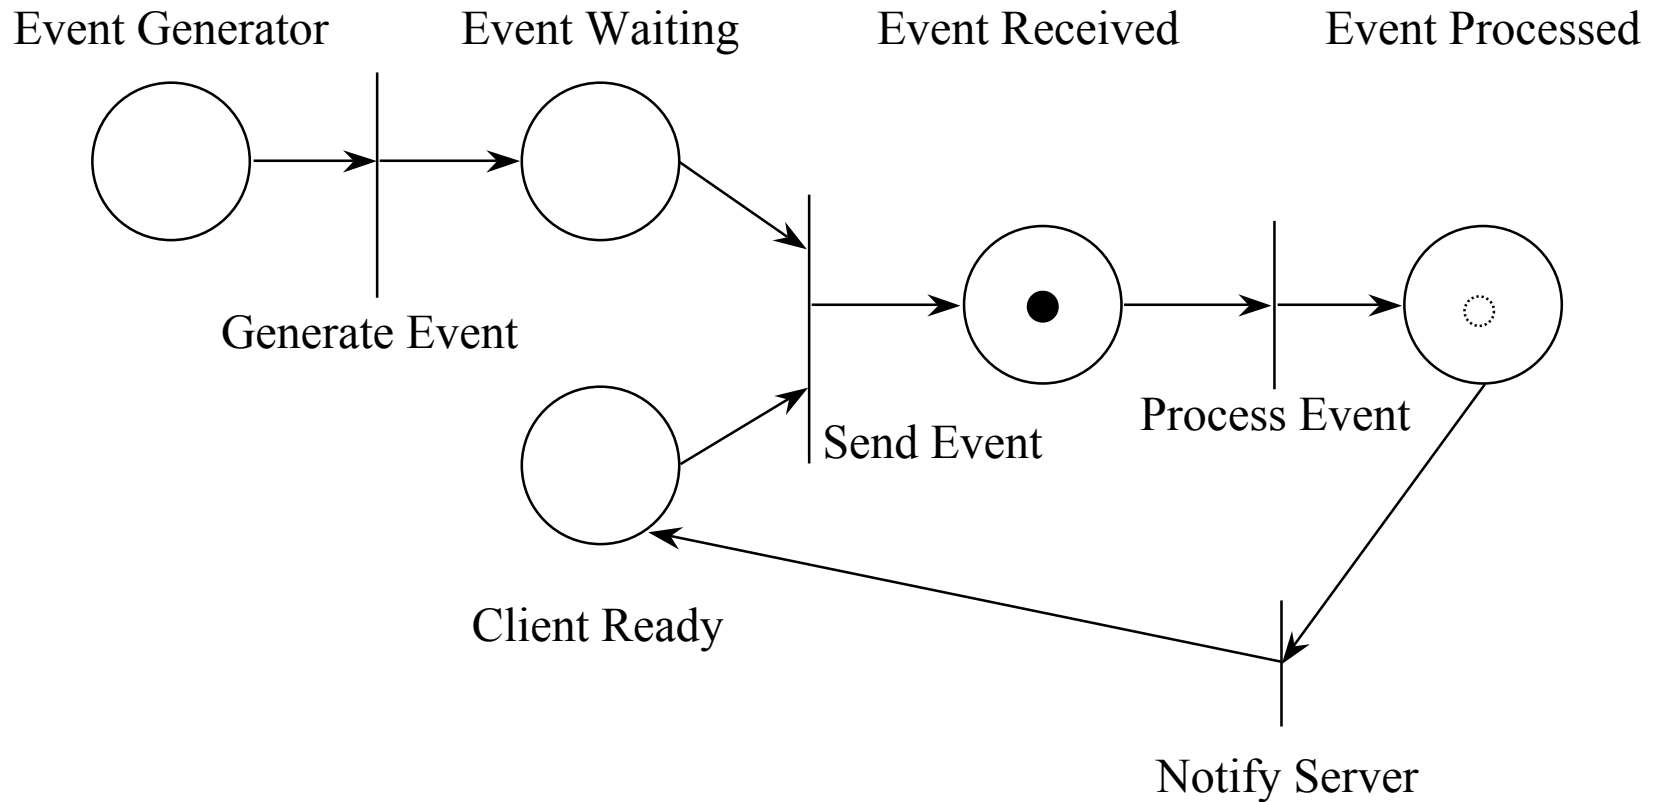 Event Generator
Event Waiting
Event Received
Event Processed
Generate Event
Process Event
Send Event
Client Ready
Notify Server